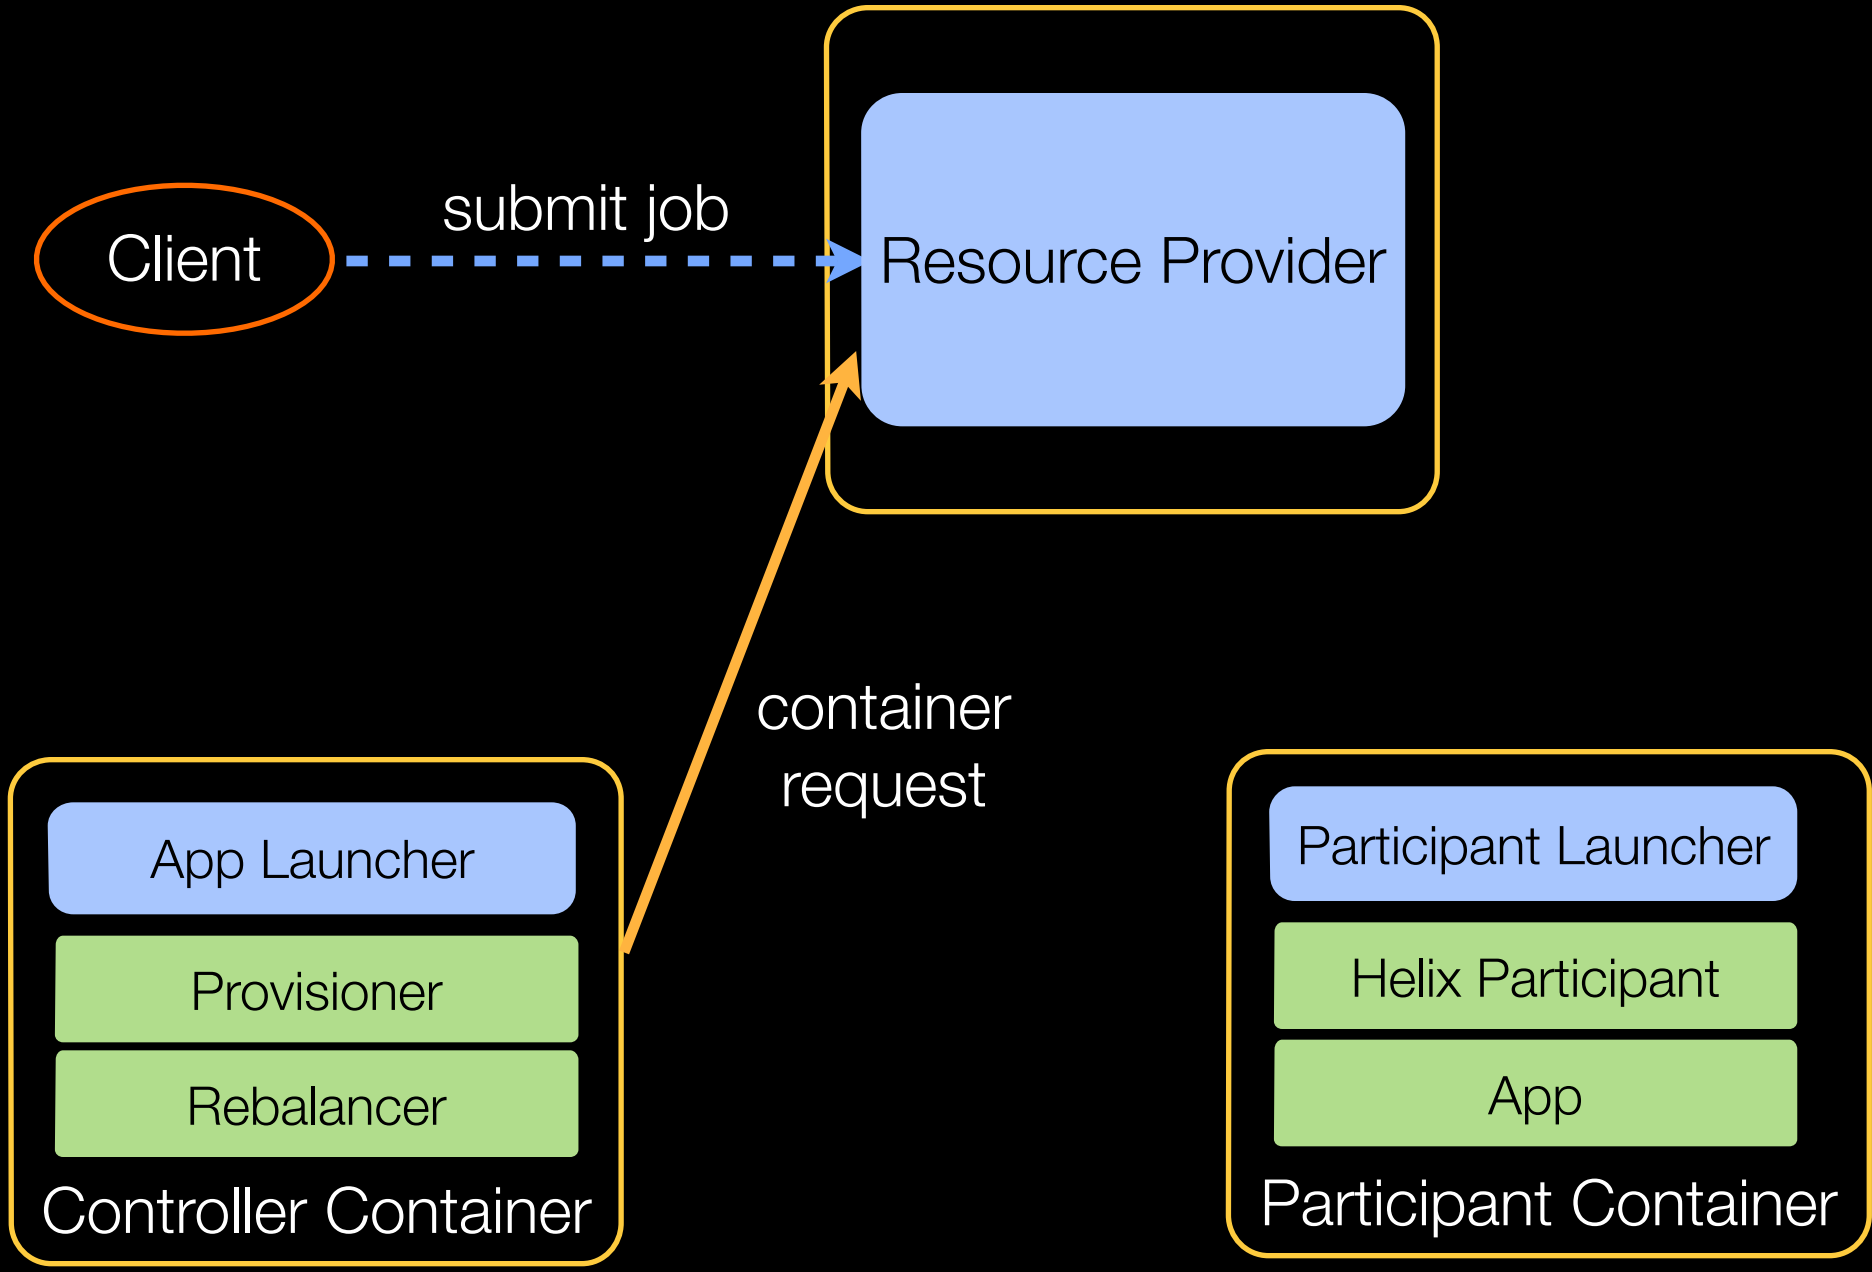 submit job
Client
Resource Provider
container
request
App Launcher
Provisioner
Rebalancer
Controller Container
Participant Launcher
Helix Participant
App
Participant Container